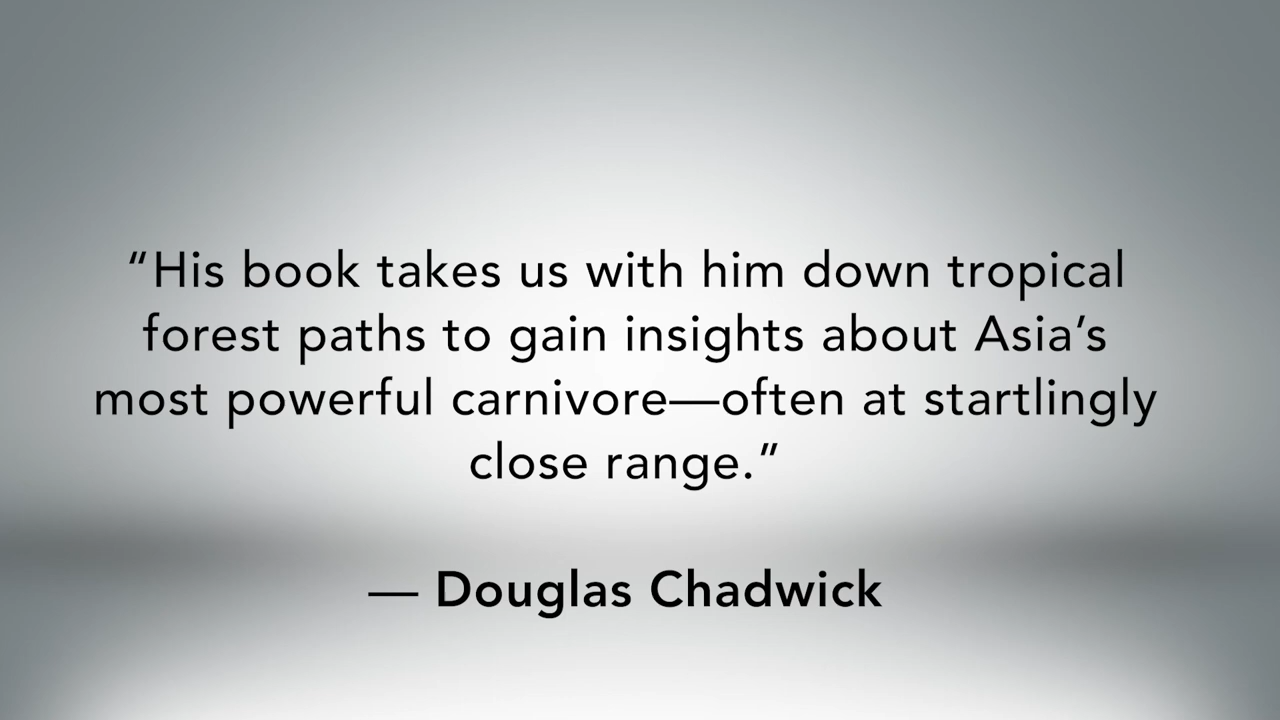 “His book takes us with him down tropical
forest paths to gain insights about Asia’s
most powerful carnivore—often at startlingly
close range.”
— Douglas Chadwick